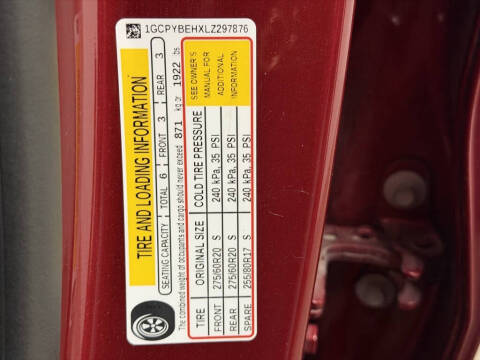 1GCPYBEHXLZ297876
TIRE AND LOADING INFORMATION
SEATING CAPACITY TOTAL 6 FRONT 3 REAR 3
The combined weight of occupants and cargo should never exceed 871 kg or 1922 lbs
TIRE ORIGINAL SIZE COLD TIRE PRESSURE
FRONT 275/60R20 S 240 kPa, 35 PSI
REAR 275/60R20 S 240 kPa, 35 PSI
SPARE 255/80R17 S 240 kPa, 35 PSI
SEE OWNER'S
MANUAL FOR
ADDITIONAL
INFORMATION